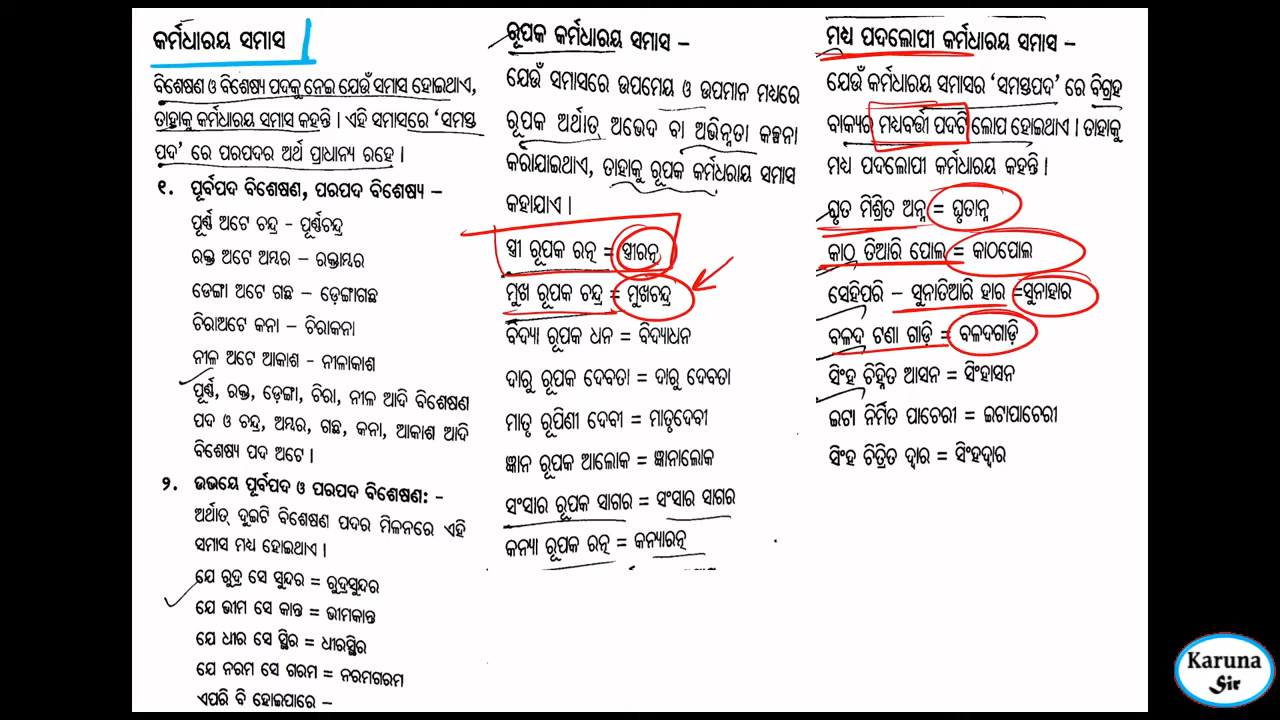 କର୍ମଧାରୟ ସମାସ
ବିଶେଷଣ ଓ ବିଶେଷ୍ୟ ପଦକୁ ନେଇ ଯେଉଁ ସମାସ ହୋଇଥାଏ,
ତାହାକୁ କର୍ମଧାରୟ ସମାସ କହନ୍ତି । ଏହି ସମାସରେ ‘ସମସ୍ତ
ପଦ’ ରେ ପରପଦର ଅର୍ଥ ପ୍ରାଧାନ୍ୟ ରହେ ।
୧. ପୂର୍ବପଦ ବିଶେଷଣ, ପରପଦ ବିଶେଷ୍ୟ –
ପୂର୍ଣ୍ଣ ଅଟେ ଚନ୍ଦ୍ର – ପୂର୍ଣ୍ଣଚନ୍ଦ୍ର
ରକ୍ତ ଅଟେ ଅମ୍ବର – ରକ୍ତାମ୍ବର
ଡେଙ୍ଗା ଅଟେ ଗଛ – ଡ଼େଙ୍ଗାଗଛ
ଚିରାଅଟେ କନା – ଚିରାକନା
ନୀଳ ଅଟେ ଆକାଶ – ନୀଳାକାଶ
ପୂର୍ଣ୍ଣ, ରକ୍ତ, ଡ଼େଙ୍ଗା, ଚିରା, ନୀଳ ଆଦି ବିଶେଷଣ
ପଦ ଓ ଚନ୍ଦ୍ର, ଅମ୍ବର, ଗଛ, କନା, ଆକାଶ ଆଦି
ବିଶେଷ୍ୟ ପଦ ଅଟେ ।
୨. ଉଭୟେ ପୂର୍ବପଦ ଓ ପରପଦ ବିଶେଷଣ: –
ଅର୍ଥାତ୍ ଦୁଇଟି ବିଶେଷଣ ପଦର ମିଳନରେ ଏହି
ସମାସ ମଧ୍ୟ ହୋଇଥାଏ ।
ଯେ ରୁଦ୍ର ସେ ସୁନ୍ଦର = ରୁଦ୍ରସୁନ୍ଦର
ଯେ ଭୀମ ସେ କାନ୍ତ = ଭୀମକାନ୍ତ
ଯେ ଧୀର ସେ ସ୍ଥିର = ଧୀରସ୍ଥିର
ଯେ ନରମ ସେ ଗରମ = ନରମଗରମ
ଏପରି ବି ହୋଇପାରେ –
ରୂପକ କର୍ମଧାରୟ ସମାସ –
ଯେଉଁ ସମାସରେ ଉପମେୟ ଓ ଉପମାନ ମଧ୍ୟରେ
ରୂପକ ଅର୍ଥାତ୍ ଅଭେଦ ବା ଅଭିନ୍ନତା କଳ୍ପନା
କରାଯାଇଥାଏ, ତାହାକୁ ରୂପକ କର୍ମଧରାୟ ସମାସ
କହାଯାଏ ।
ସ୍ତ୍ରୀ ରୂପକ ରତ୍ନ = ସ୍ତ୍ରୀରତ୍ନ
ମୁଖ ରୂପକ ଚନ୍ଦ୍ର = ମୁଖଚନ୍ଦ୍ର
ବିଦ୍ୟା ରୂପକ ଧନ = ବିଦ୍ୟାଧନ
ଦାରୁ ରୂପକ ଦେବତା = ଦାରୁ ଦେବତା
ମାତୃ ରୂପିଣୀ ଦେବୀ = ମାତୃଦେବୀ
ଜ୍ଞାନ ରୂପକ ଆଲୋକ = ଜ୍ଞାନାଲୋକ
ସଂସାର ରୂପକ ସାଗର = ସଂସାର ସାଗର
କନ୍ୟା ରୂପକ ରତ୍ନ = କନ୍ୟାରତ୍ନ
ମଧ୍ୟ ପଦଲୋପୀ କର୍ମଧାରୟ ସମାସ –
ଯେଉଁ କର୍ମଧାରୟ ସମାସର ‘ସମସ୍ତପଦ’ ରେ ବିଗ୍ରହ
ବାକ୍ୟର ମଧ୍ୟବର୍ତ୍ତୀ ପଦଟି ଲୋପ ହୋଇଥାଏ । ତାହାକୁ
ମଧ୍ୟ ପଦଲୋପୀ କର୍ମଧାରୟ କହନ୍ତି ।
ଘୃତ ମିଶ୍ରିତ ଅନ୍ନ = ଘୃତାନ୍ନ
କାଠ ତିଆରି ପୋଲ = କାଠପୋଲ
ସେହିପରି – ସୁନାତିଆରି ହାର =ସୁନାହାର
ବଳଦ ଟଣା ଗାଡ଼ି = ବଳଦଗାଡ଼ି
ସିଂହ ଚିହ୍ନିତ ଆସନ = ସିଂହାସନ
ଇଟା ନିର୍ମିତ ପାଚେରୀ = ଇଟାପାଚେରୀ
ସିଂହ ଚିତ୍ରିତ ଦ୍ୱାର = ସିଂହଦ୍ୱାର
Karuna
Sir